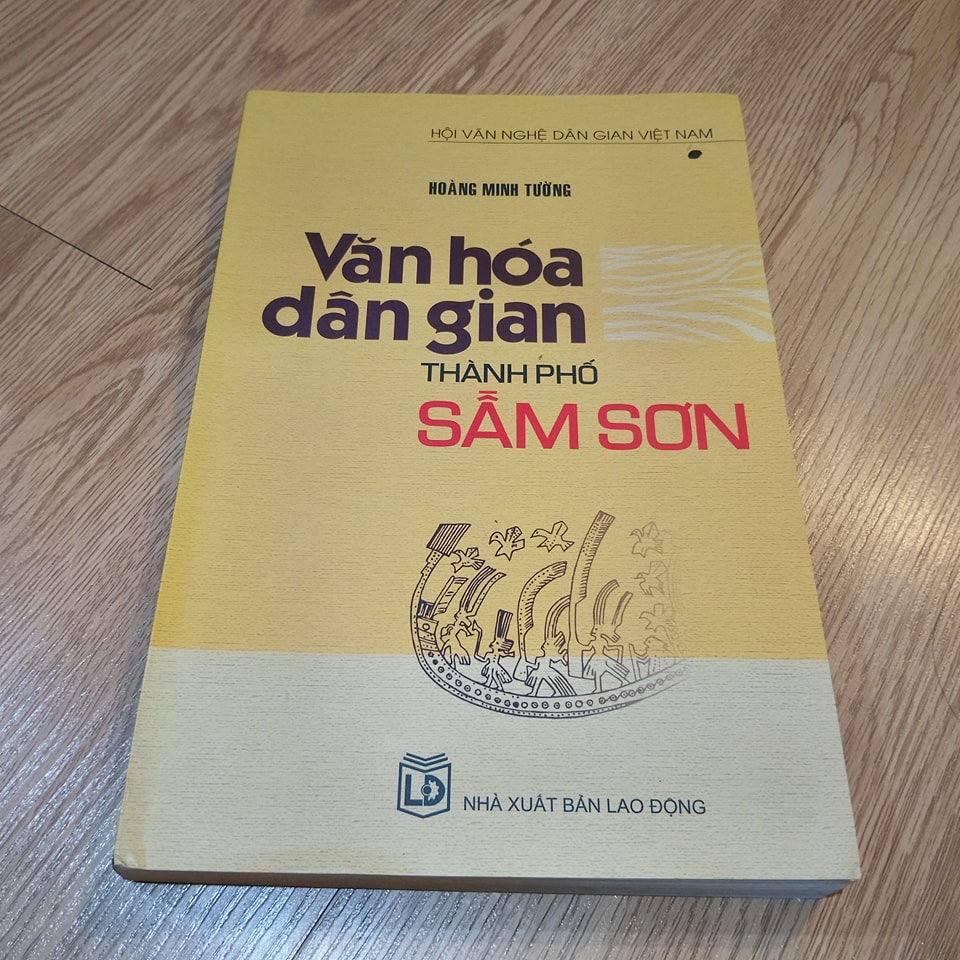 HỘI VĂN NGHỆ DÂN GIAN VIỆT NAM
HOÀNG MINH TƯỜNG
Văn hóa
dân gian
THÀNH PHỐ
SẦM SƠN
LĐ
NHÀ XUẤT BẢN LAO ĐỘNG